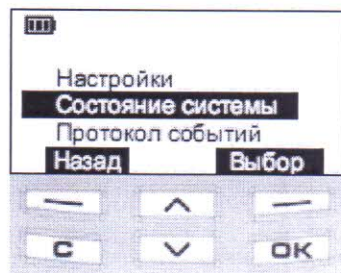 Настройки
Состояние системы
Протокол событий
Назад Выбор
C OK